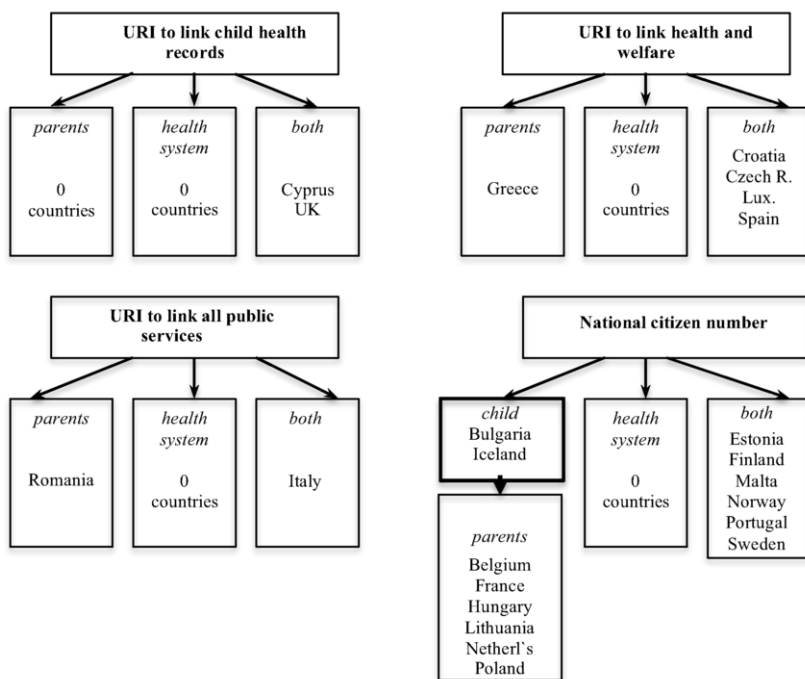 URI to link child health
records
parents
0
countries
health
system
0
countries
both
Cyprus
UK
URI to link health and
welfare
parents
Greece
health
system
0
countries
both
Croatia
Czech R.
Lux.
Spain
URI to link all public
services
parents
Romania
health
system
0
countries
both
Italy
National citizen number
child
Bulgaria
Iceland
parents
Belgium
France
Hungary
Lithuania
Netherl`s
Poland
health
system
0
countries
both
Estonia
Finland
Malta
Norway
Portugal
Sweden